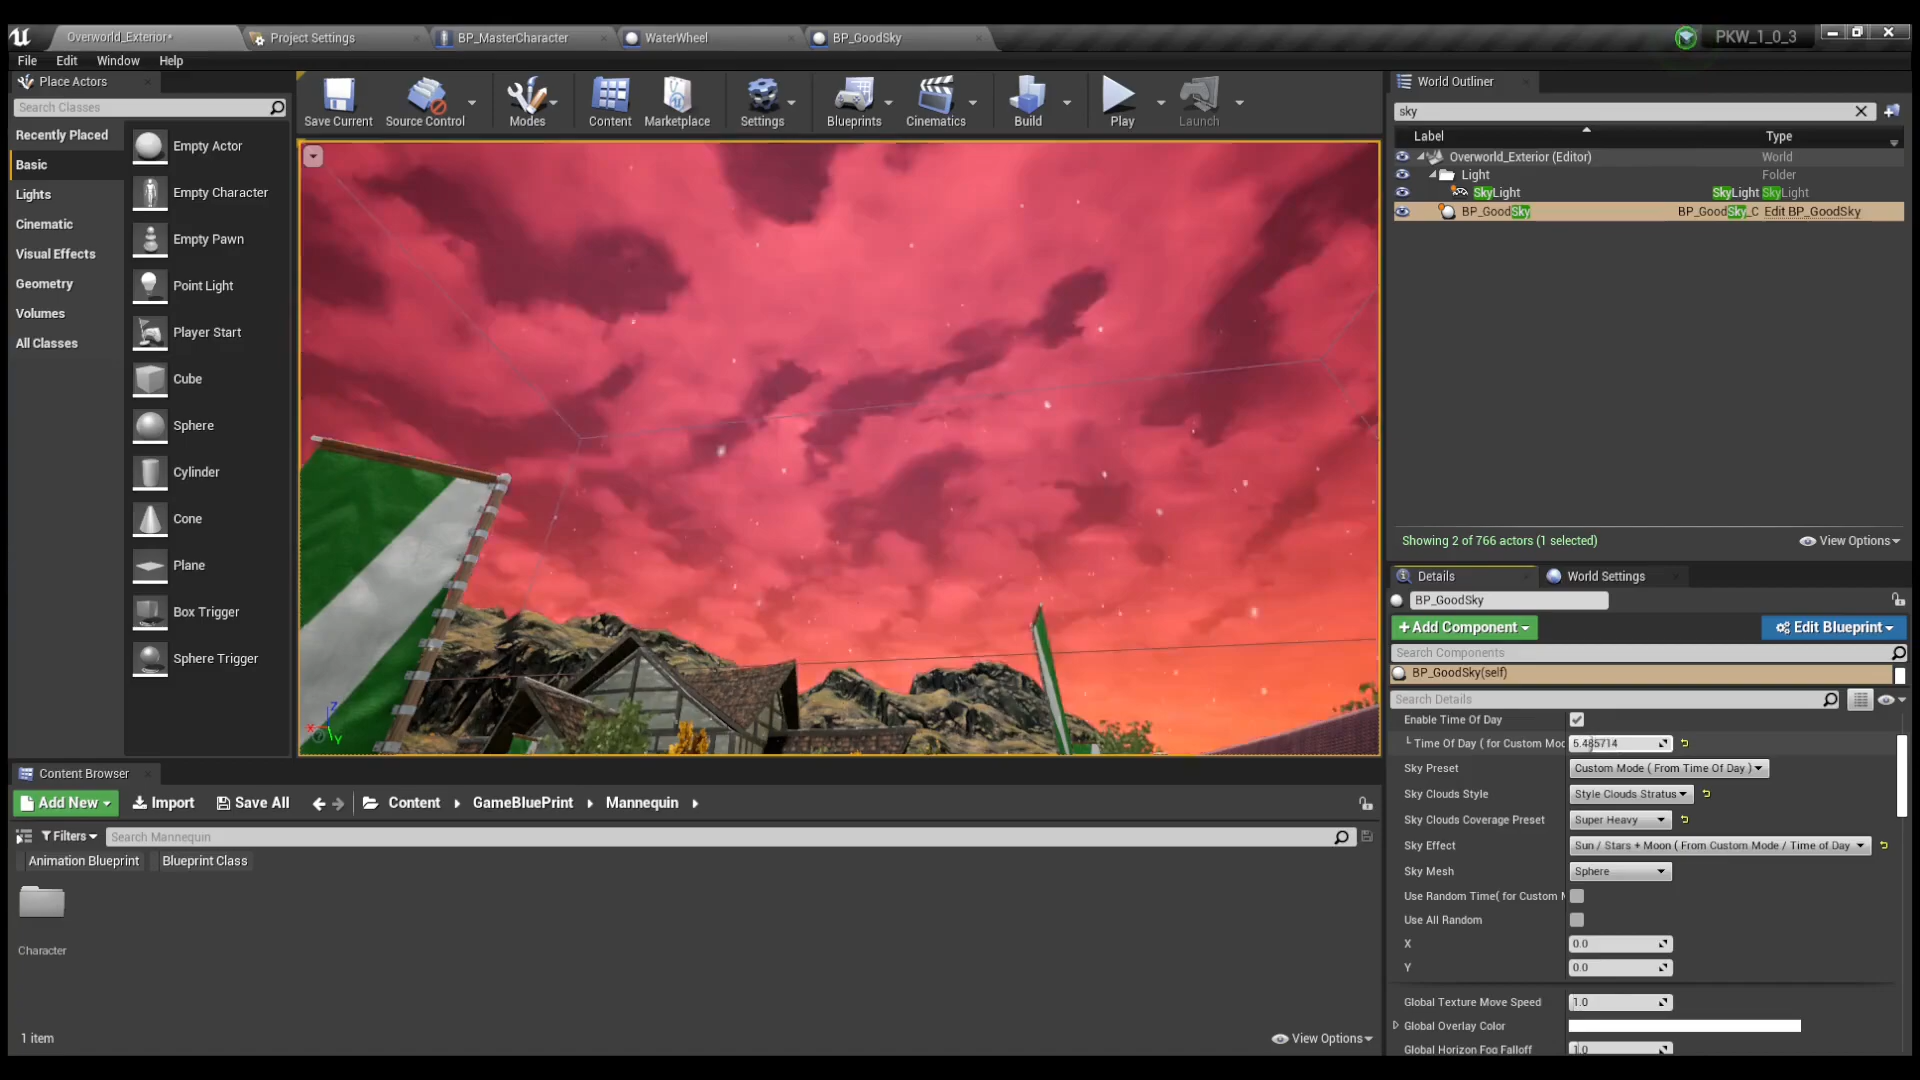 Overworld_Exterior•
Project Settings
BP_MasterCharacter
WaterWheel
BP_GoodSky
PKW_1_0_3
File Edit Window Help
Place Actors
Search Classes
Recently Placed
Basic
Lights
Cinematic
Visual Effects
Geometry
Volumes
All Classes
Empty Actor
Empty Character
Empty Pawn
Point Light
Player Start
Cube
Sphere
Cylinder
Cone
Plane
Box Trigger
Sphere Trigger
Save Current
Source Control
Modes
Content
Marketplace
Settings
Blueprints
Cinematics
Build
Play
Launch
World Outliner
sky
Label Type
Overworld_Exterior (Editor) World
Light Folder
SkyLight SkyLight SkyLight
BP_GoodSky BP_GoodSky_C Edit BP_GoodSky
Showing 2 of 766 actors (1 selected) View Options
Details World Settings
BP_GoodSky
+Add Component Edit Blueprint
Search Components
BP_GoodSky(self)
Search Details
Enable Time Of Day
Time Of Day ( for Custom Moc 5.485714
Sky Preset Custom Mode ( From Time Of Day )
Sky Clouds Style Style Clouds Stratus
Sky Clouds Coverage Preset Super Heavy
Sky Effect Sun / Stars + Moon ( From Custom Mode / Time of Day
Sky Mesh Sphere
Use Random Time( for Custom M
Use All Random
X 0.0
Y 0.0
Global Texture Move Speed 1.0
Global Overlay Color
Global Horizon Fog Falloff 1.0
Z
X
Y
Content Browser
Add New Import Save All Content GameBluePrint Mannequin
Filters Search Mannequin
Animation Blueprint Blueprint Class
Character
1 item View Options